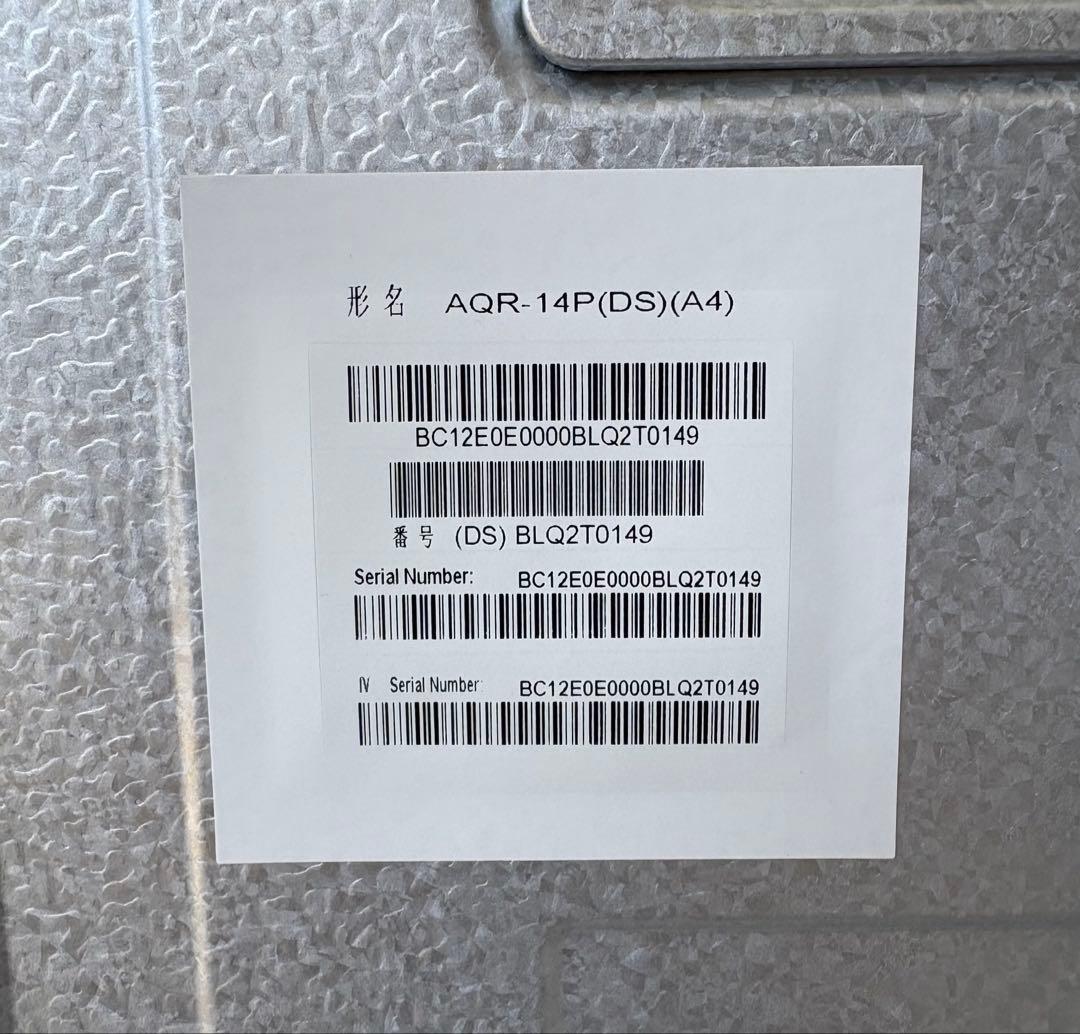 形名 AQR-14P(DS)(A4)
BC12E0E0000BLQ2T0149
番号 (DS) BLQ2T0149
Serial Number: BC12E0E0000BLQ2T0149
Ⅳ Serial Number: BC12E0E0000BLQ2T0149